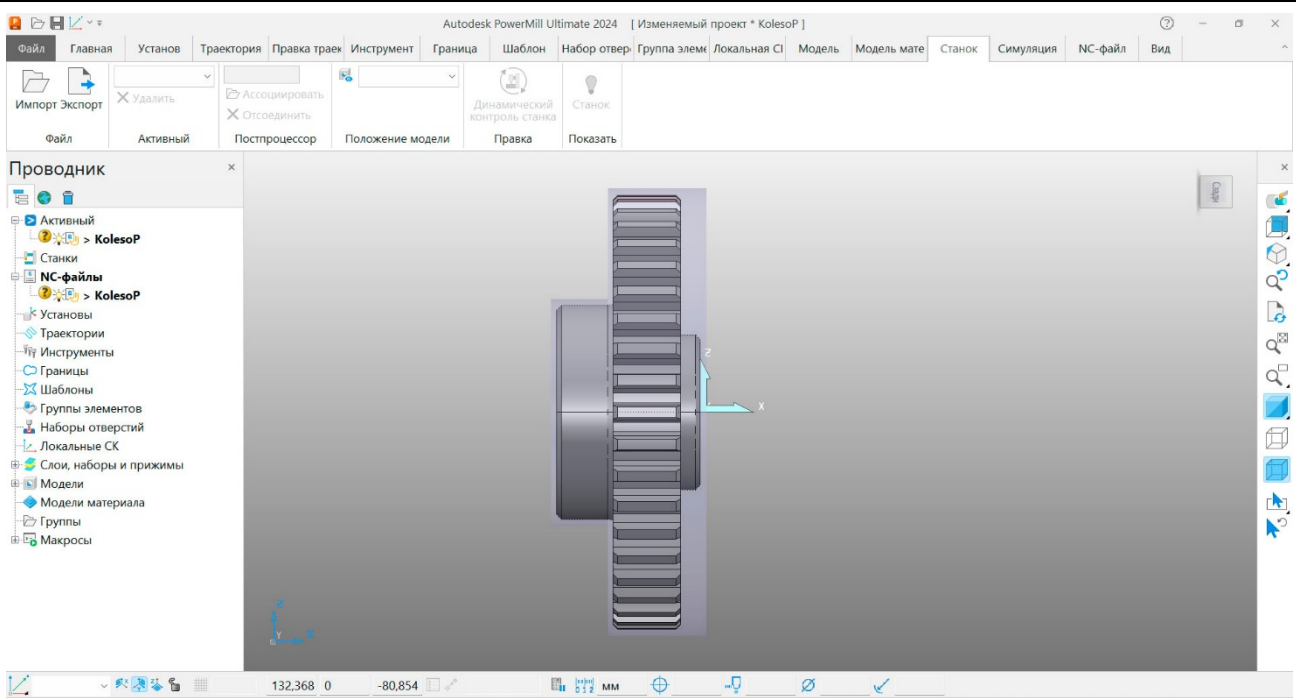 Autodesk PowerMill Ultimate 2024 [ Изменяемый проект * KolesoP ]
Файл Главная Установ Траектория Правка траек Инструмент Граница Шаблон Набор отвер Группа элеме Локальная СI Модель Модель мате Станок Симуляция NC-файл Вид
Импорт Экспорт
Удалить
Ассоциировать
Отсоединить
Динамический контроль станка
Станок
Файл Активный Постпроцессор Положение модели Правка Показать
Проводник
Активный
> KolesoP
Станки
NC-файлы
> KolesoP
Установы
Траектории
Инструменты
Границы
Шаблоны
Группы элементов
Наборы отверстий
Локальные СК
Слои, наборы и прижимы
Модели
Модели материала
Группы
Макросы
Сзади
Z
X
Z
Y
132,368 0 -80,854 мм